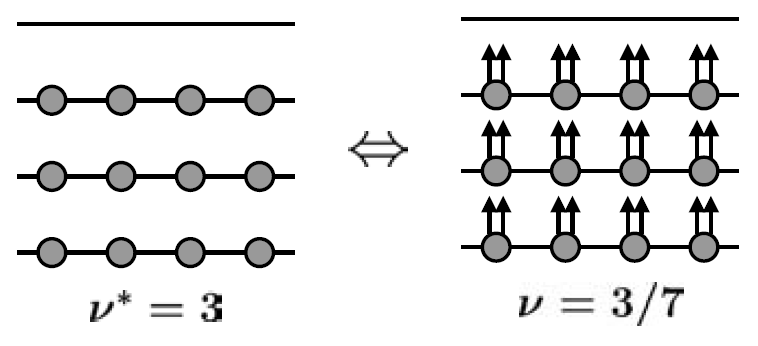 ν* = 3
⇔
ν = 3/7